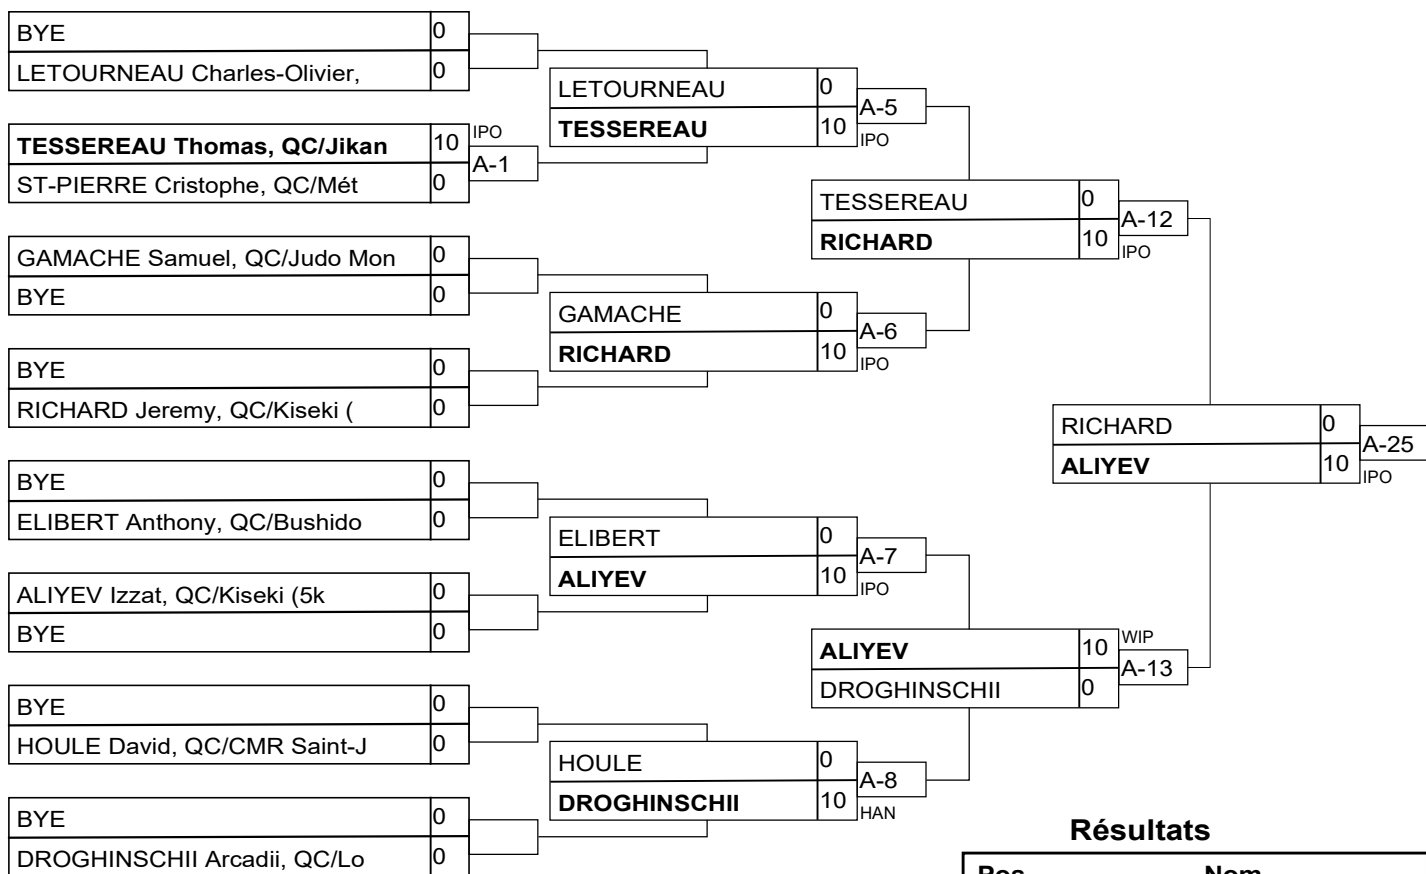 BYE 0
LETOURNEAU Charles-Olivier, 0
TESSEREAU Thomas, QC/Jikan 10 IPO
A-1
ST-PIERRE Cristophe, QC/Mét 0
GAMACHE Samuel, QC/Judo Mon 0
BYE 0
BYE 0
RICHARD Jeremy, QC/Kiseki ( 0
BYE 0
ELIBERT Anthony, QC/Bushido 0
ALIYEV Izzat, QC/Kiseki (5k 0
BYE 0
BYE 0
HOULE David, QC/CMR Saint-J 0
BYE 0
DROGHINSCHII Arcadii, QC/Lo 0
LETOURNEAU 0
A-5
TESSEREAU 10 IPO
GAMACHE 0
A-6
RICHARD 10 IPO
ELIBERT 0
A-7
ALIYEV 10 IPO
HOULE 0
A-8
DROGHINSCHII 10 HAN
TESSEREAU 0
A-12
RICHARD 10 IPO
ALIYEV 10 WIP
A-13
DROGHINSCHII 0
RICHARD 0
A-25
ALIYEV 10 IPO
Résultats
Pos Nom